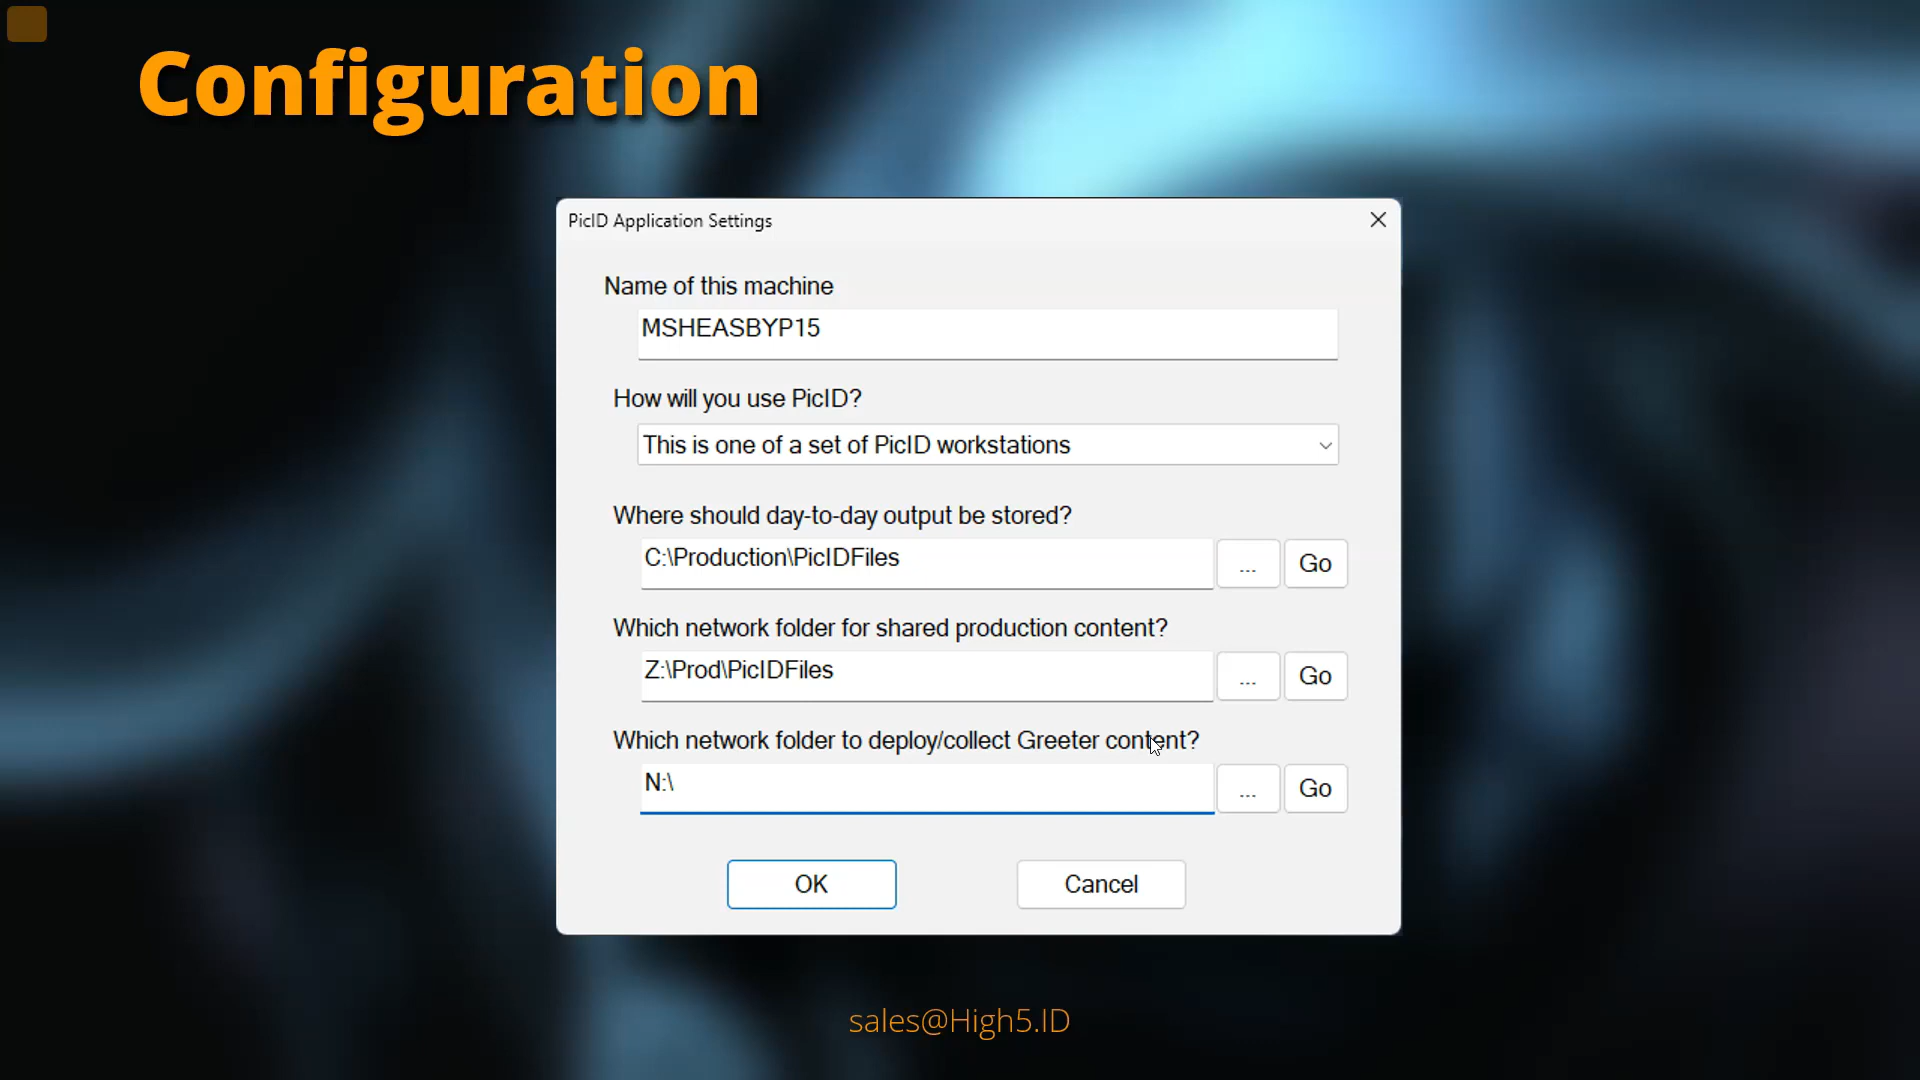 Configuration
PicID Application Settings
Name of this machine
MSHEASBYP15
How will you use PicID?
This is one of a set of PicID workstations
Where should day-to-day output be stored?
C:\Production\PicIDFiles
... Go
Which network folder for shared production content?
Z:\Prod\PicIDFiles
... Go
Which network folder to deploy/collect Greeter content?
N:\
... Go
OK Cancel
sales@High5.ID